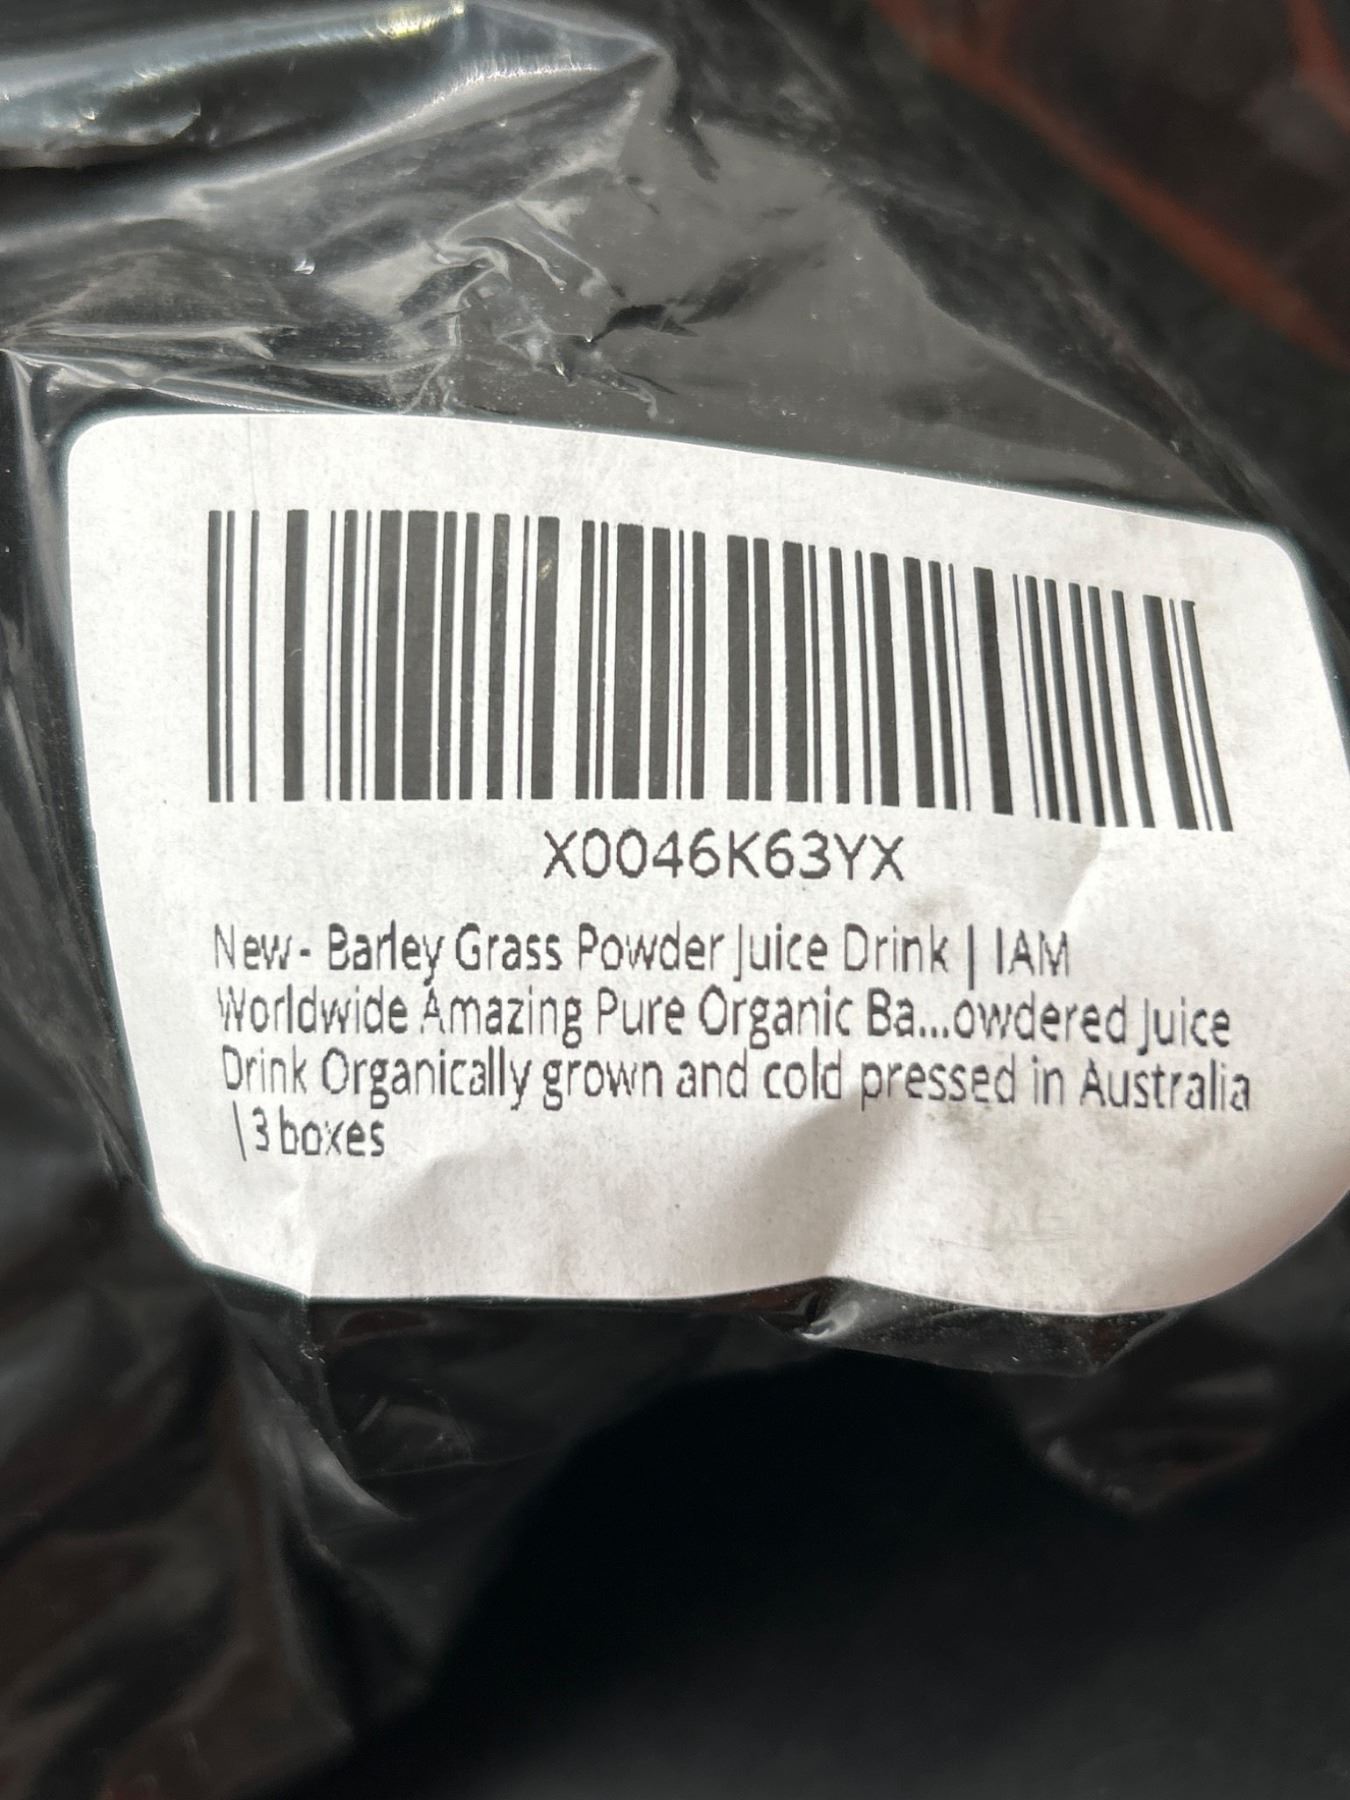 X0046K63YX
New - Barley Grass Powder Juice Drink | IAM
Worldwide Amazing Pure Organic Ba...owdered Juice
Drink Organically grown and cold pressed in Australia
\3 boxes